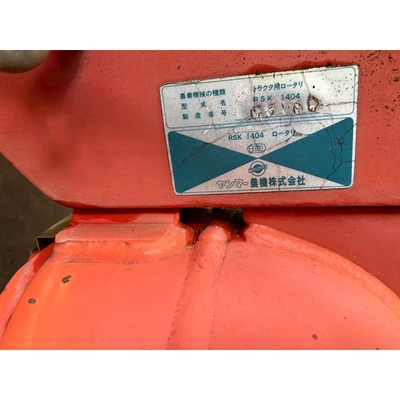 農業機械の種類 トラクタ用ロータリ
型式名 RSK 1404
製造番号
RSK 1404 ロータリ
ヤンマー農機株式会社